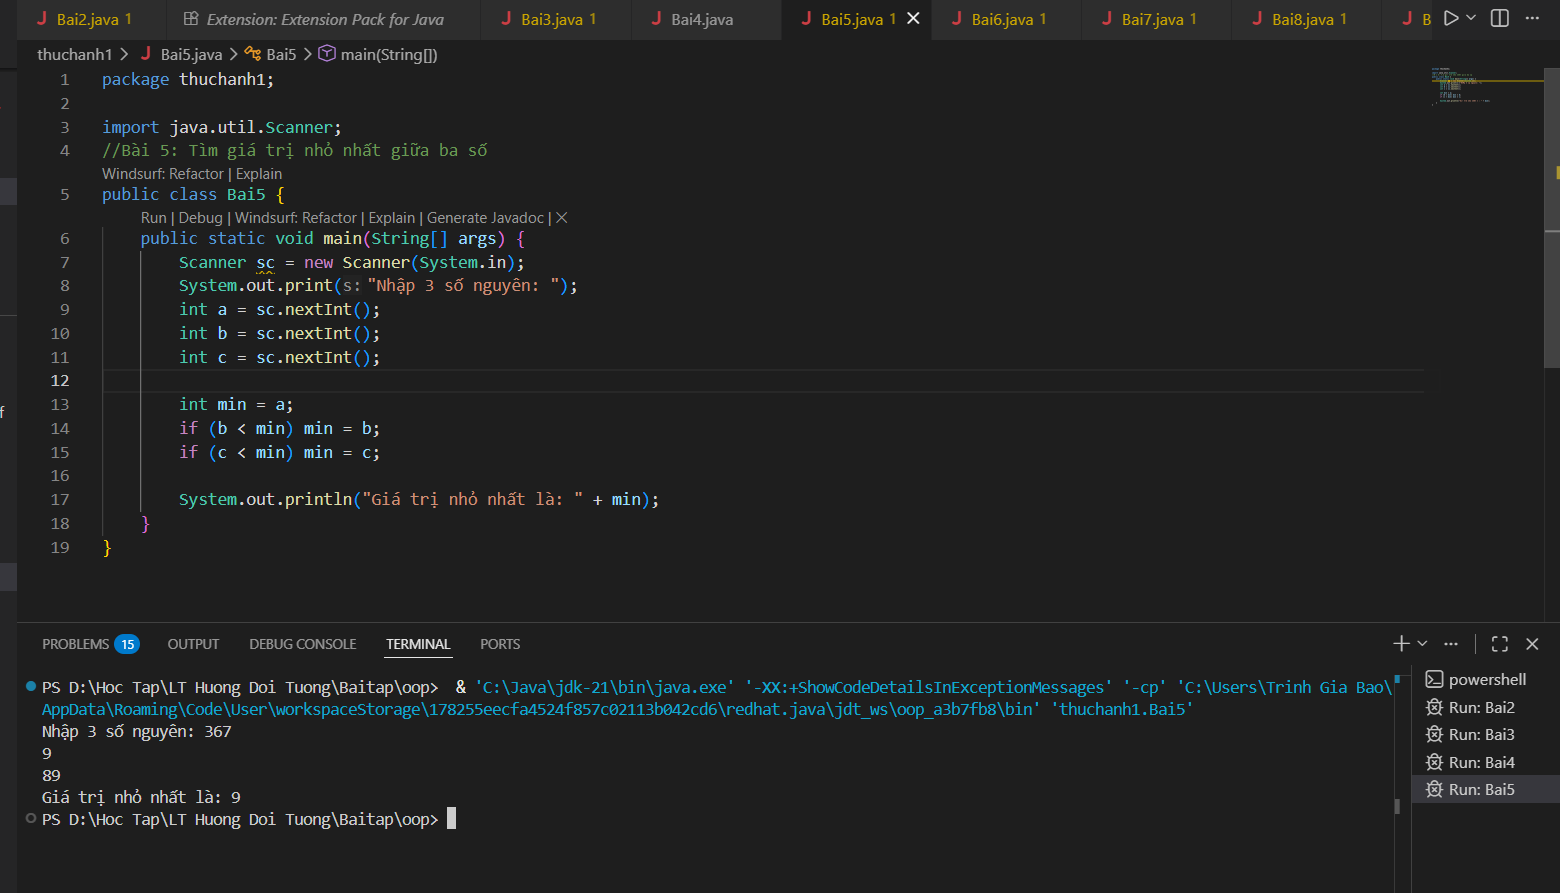 Bai2.java 1
Extension: Extension Pack for Java
Bai3.java 1
Bai4.java
Bai5.java 1
Bai6.java 1
Bai7.java 1
Bai8.java 1
B
thuchanh1 > Bai5.java > Bai5 > main(String[])
1 package thuchanh1;
2
3 import java.util.Scanner;
4 //Bài 5: Tìm giá trị nhỏ nhất giữa ba số
Windsurf: Refactor | Explain
5 public class Bai5 {
Run | Debug | Windsurf: Refactor | Explain | Generate Javadoc | ✕
6 public static void main(String[] args) {
7 Scanner sc = new Scanner(System.in);
8 System.out.print(s: "Nhập 3 số nguyên: ");
9 int a = sc.nextInt();
10 int b = sc.nextInt();
11 int c = sc.nextInt();
12
13 int min = a;
14 if (b < min) min = b;
15 if (c < min) min = c;
16
17 System.out.println("Giá trị nhỏ nhất là: " + min);
18 }
19 }
f
PROBLEMS 15 OUTPUT DEBUG CONSOLE TERMINAL PORTS
PS D:\Hoc Tap\LT Huong Doi Tuong\Baitap\oop> & 'C:\Java\jdk-21\bin\java.exe' '-XX:+ShowCodeDetailsInExceptionMessages' '-cp' 'C:\Users\Trinh Gia Bao\
AppData\Roaming\Code\User\workspaceStorage\178255eecfa4524f857c02113b042cd6\redhat.java\jdt_ws\oop_a3b7fb8\bin' 'thuchanh1.Bai5'
Nhập 3 số nguyên: 367
9
89
Giá trị nhỏ nhất là: 9
PS D:\Hoc Tap\LT Huong Doi Tuong\Baitap\oop>
powershell
Run: Bai2
Run: Bai3
Run: Bai4
Run: Bai5